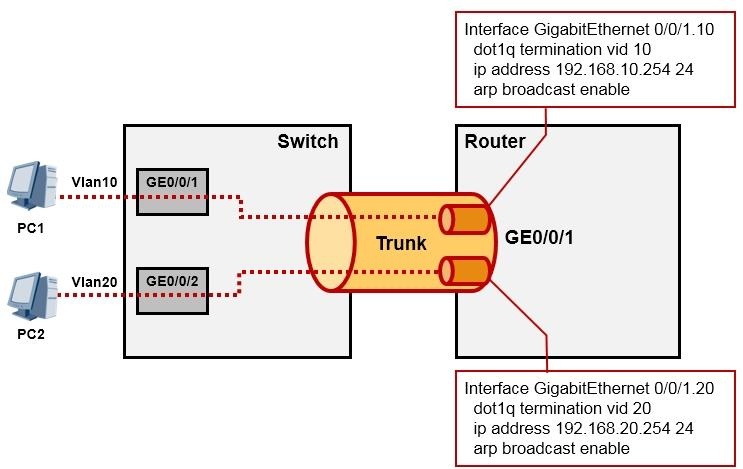 Interface GigabitEthernet 0/0/1.10
dot1q termination vid 10
ip address 192.168.10.254 24
arp broadcast enable
Switch
Router
Vlan10
GE0/0/1
PC1
Trunk
GE0/0/1
Vlan20
GE0/0/2
PC2
Interface GigabitEthernet 0/0/1.20
dot1q termination vid 20
ip address 192.168.20.254 24
arp broadcast enable